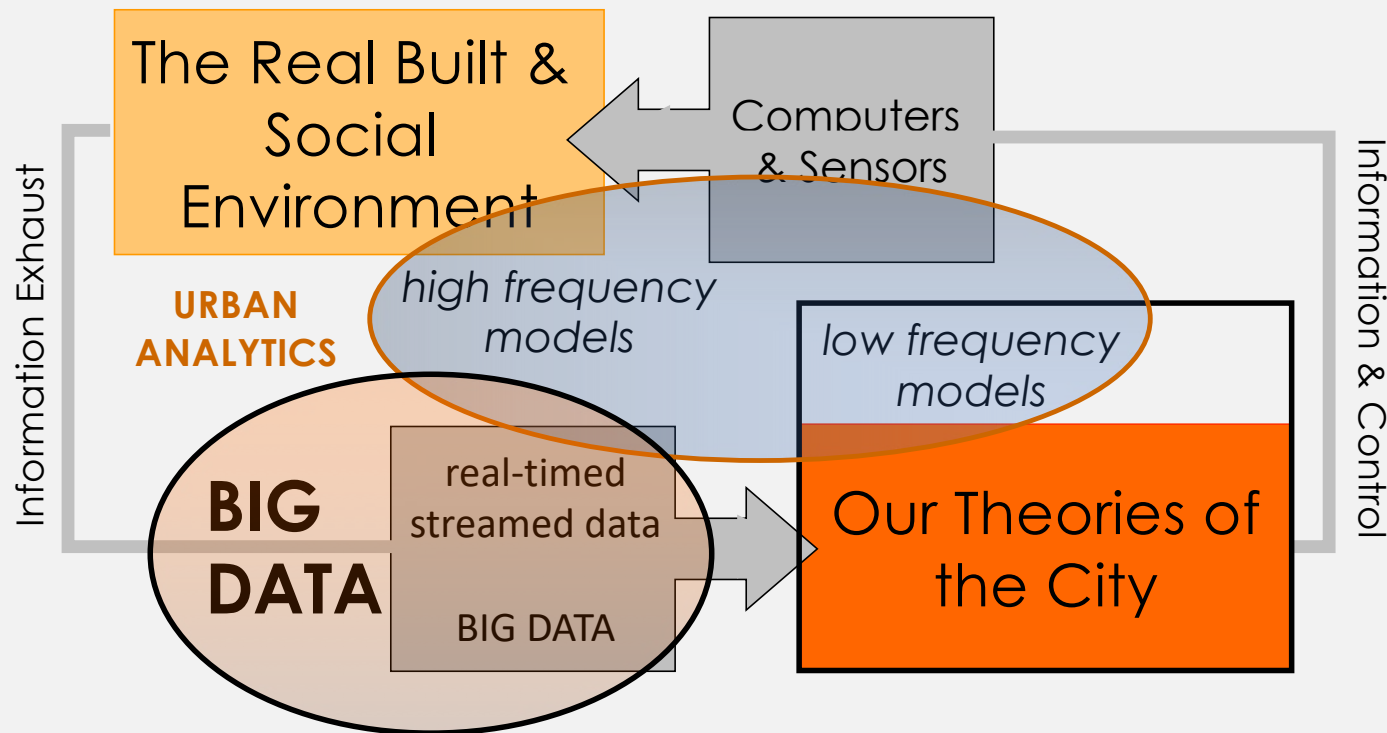 The Real Built &
Social
Environment
Computers
& Sensors
Information Exhaust
Information & Control
URBAN
ANALYTICS
high frequency
models
low frequency
models
BIG
DATA
real-timed
streamed data
BIG DATA
Our Theories of
the City